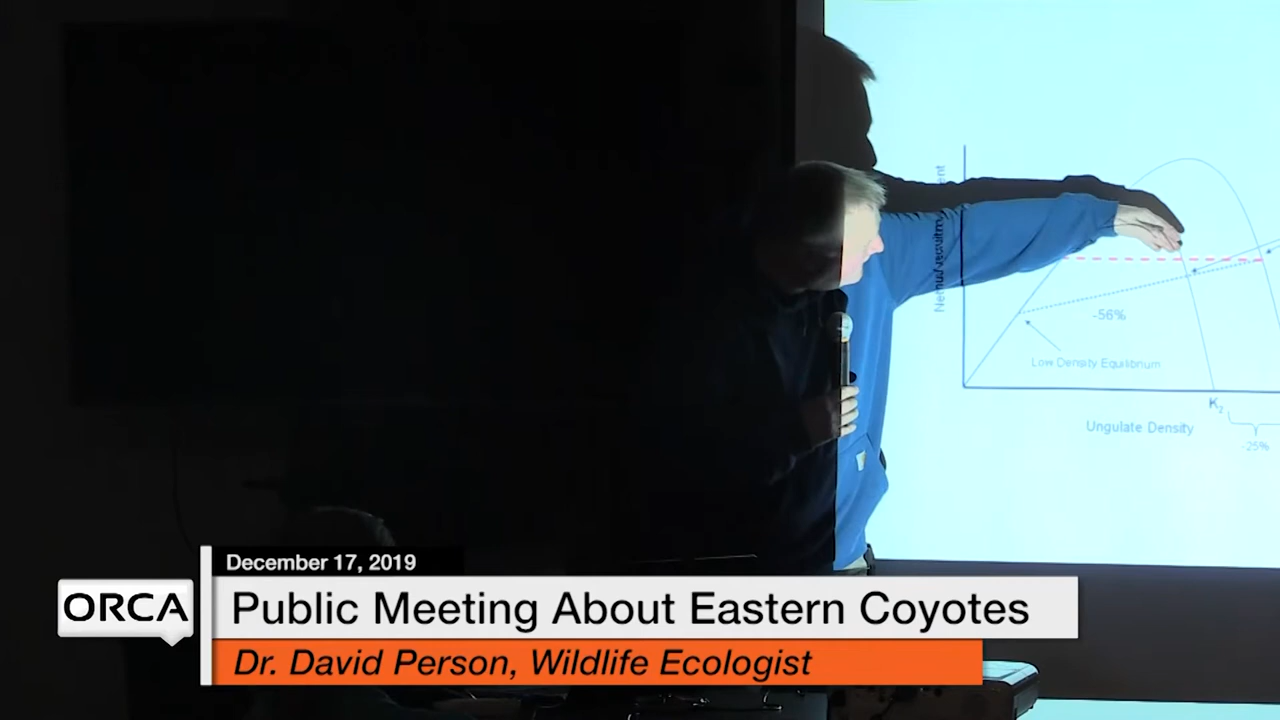 -56%
Low Density Equilibrium
K2
Ungulate Density
-25%
December 17, 2019
ORCA
Public Meeting About Eastern Coyotes
Dr. David Person, Wildlife Ecologist